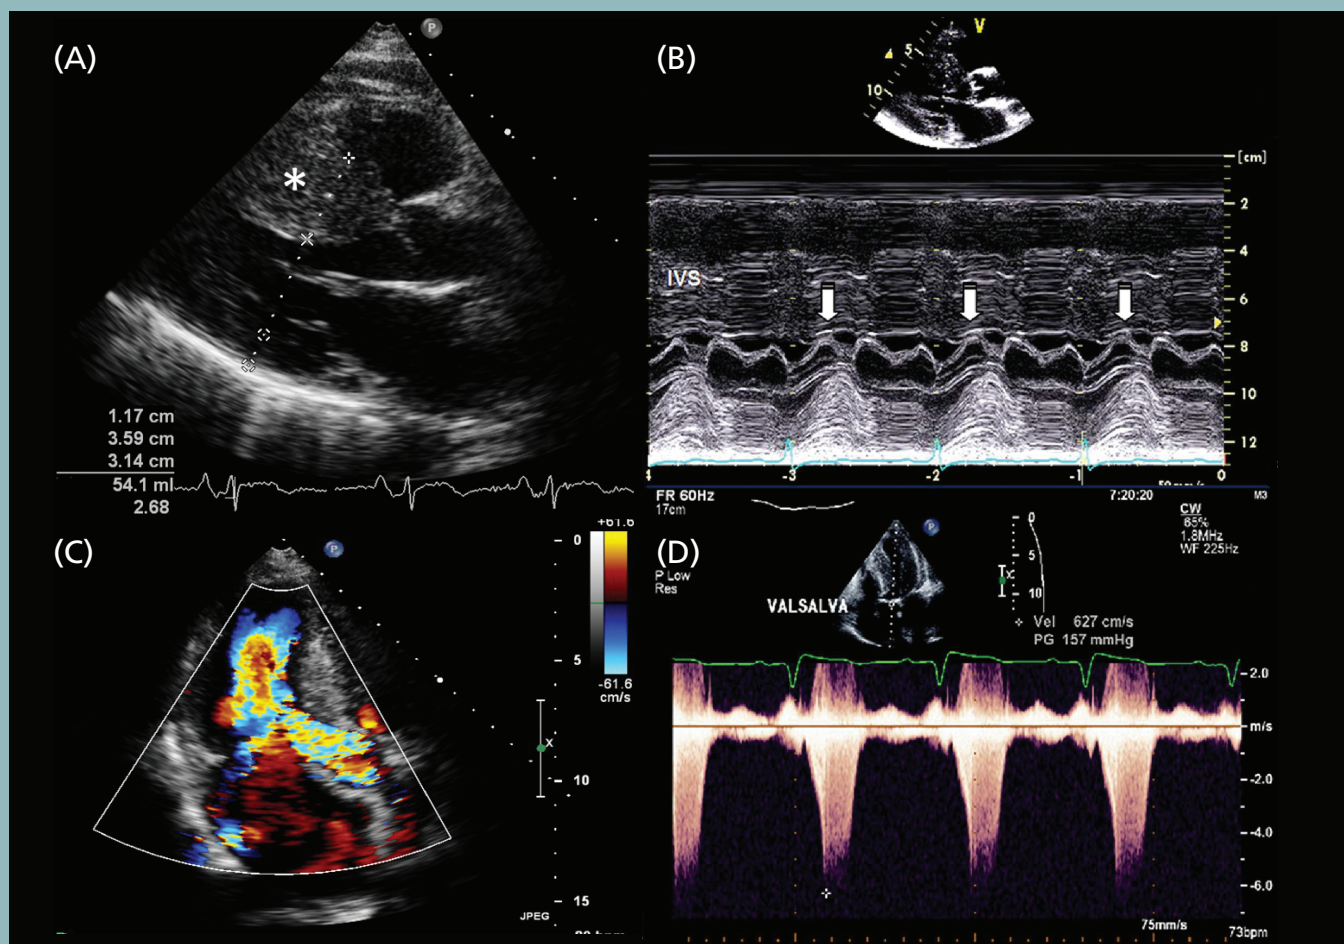 (A)
P
*
1.17 cm
3.59 cm
3.14 cm
54.1 ml
2.68
(B)
V
5
10
[cm]
IVS
2
4
6
8
10
12
-3
-2
-1
0
(C)
P
+61.6
-61.6
cm/s
0
5
X
10
15
JPEG
FR 60Hz
17cm
7:20:20
M3
(D)
P Low
Res
VALSALVA
P
0
5
10
X
CW
65%
1.8MHz
WF 225Hz
Vel 627 cm/s
PG 157 mmHg
2.0
m/s
-2.0
-4.0
-6.0
75mm/s
73bpm